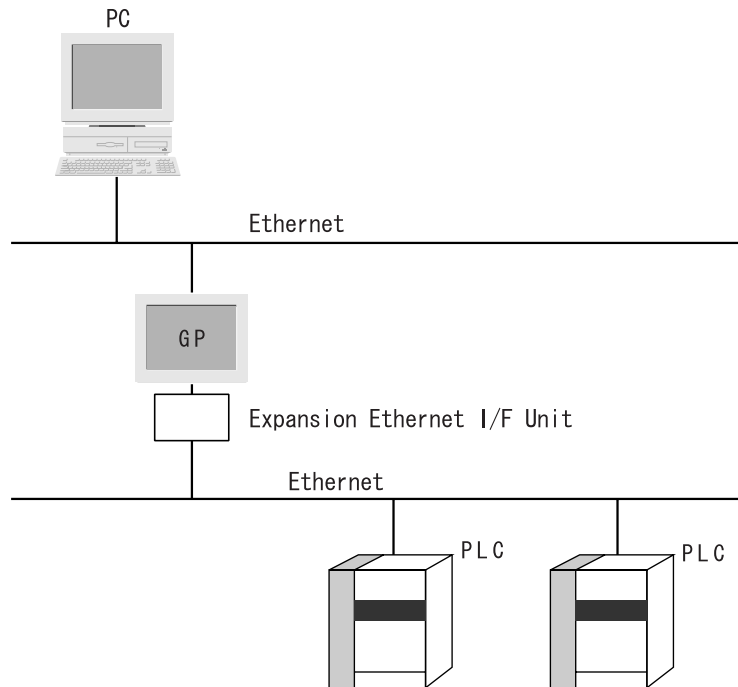 PC
Ethernet
GP
Expansion Ethernet I/F Unit
Ethernet
PLC
PLC